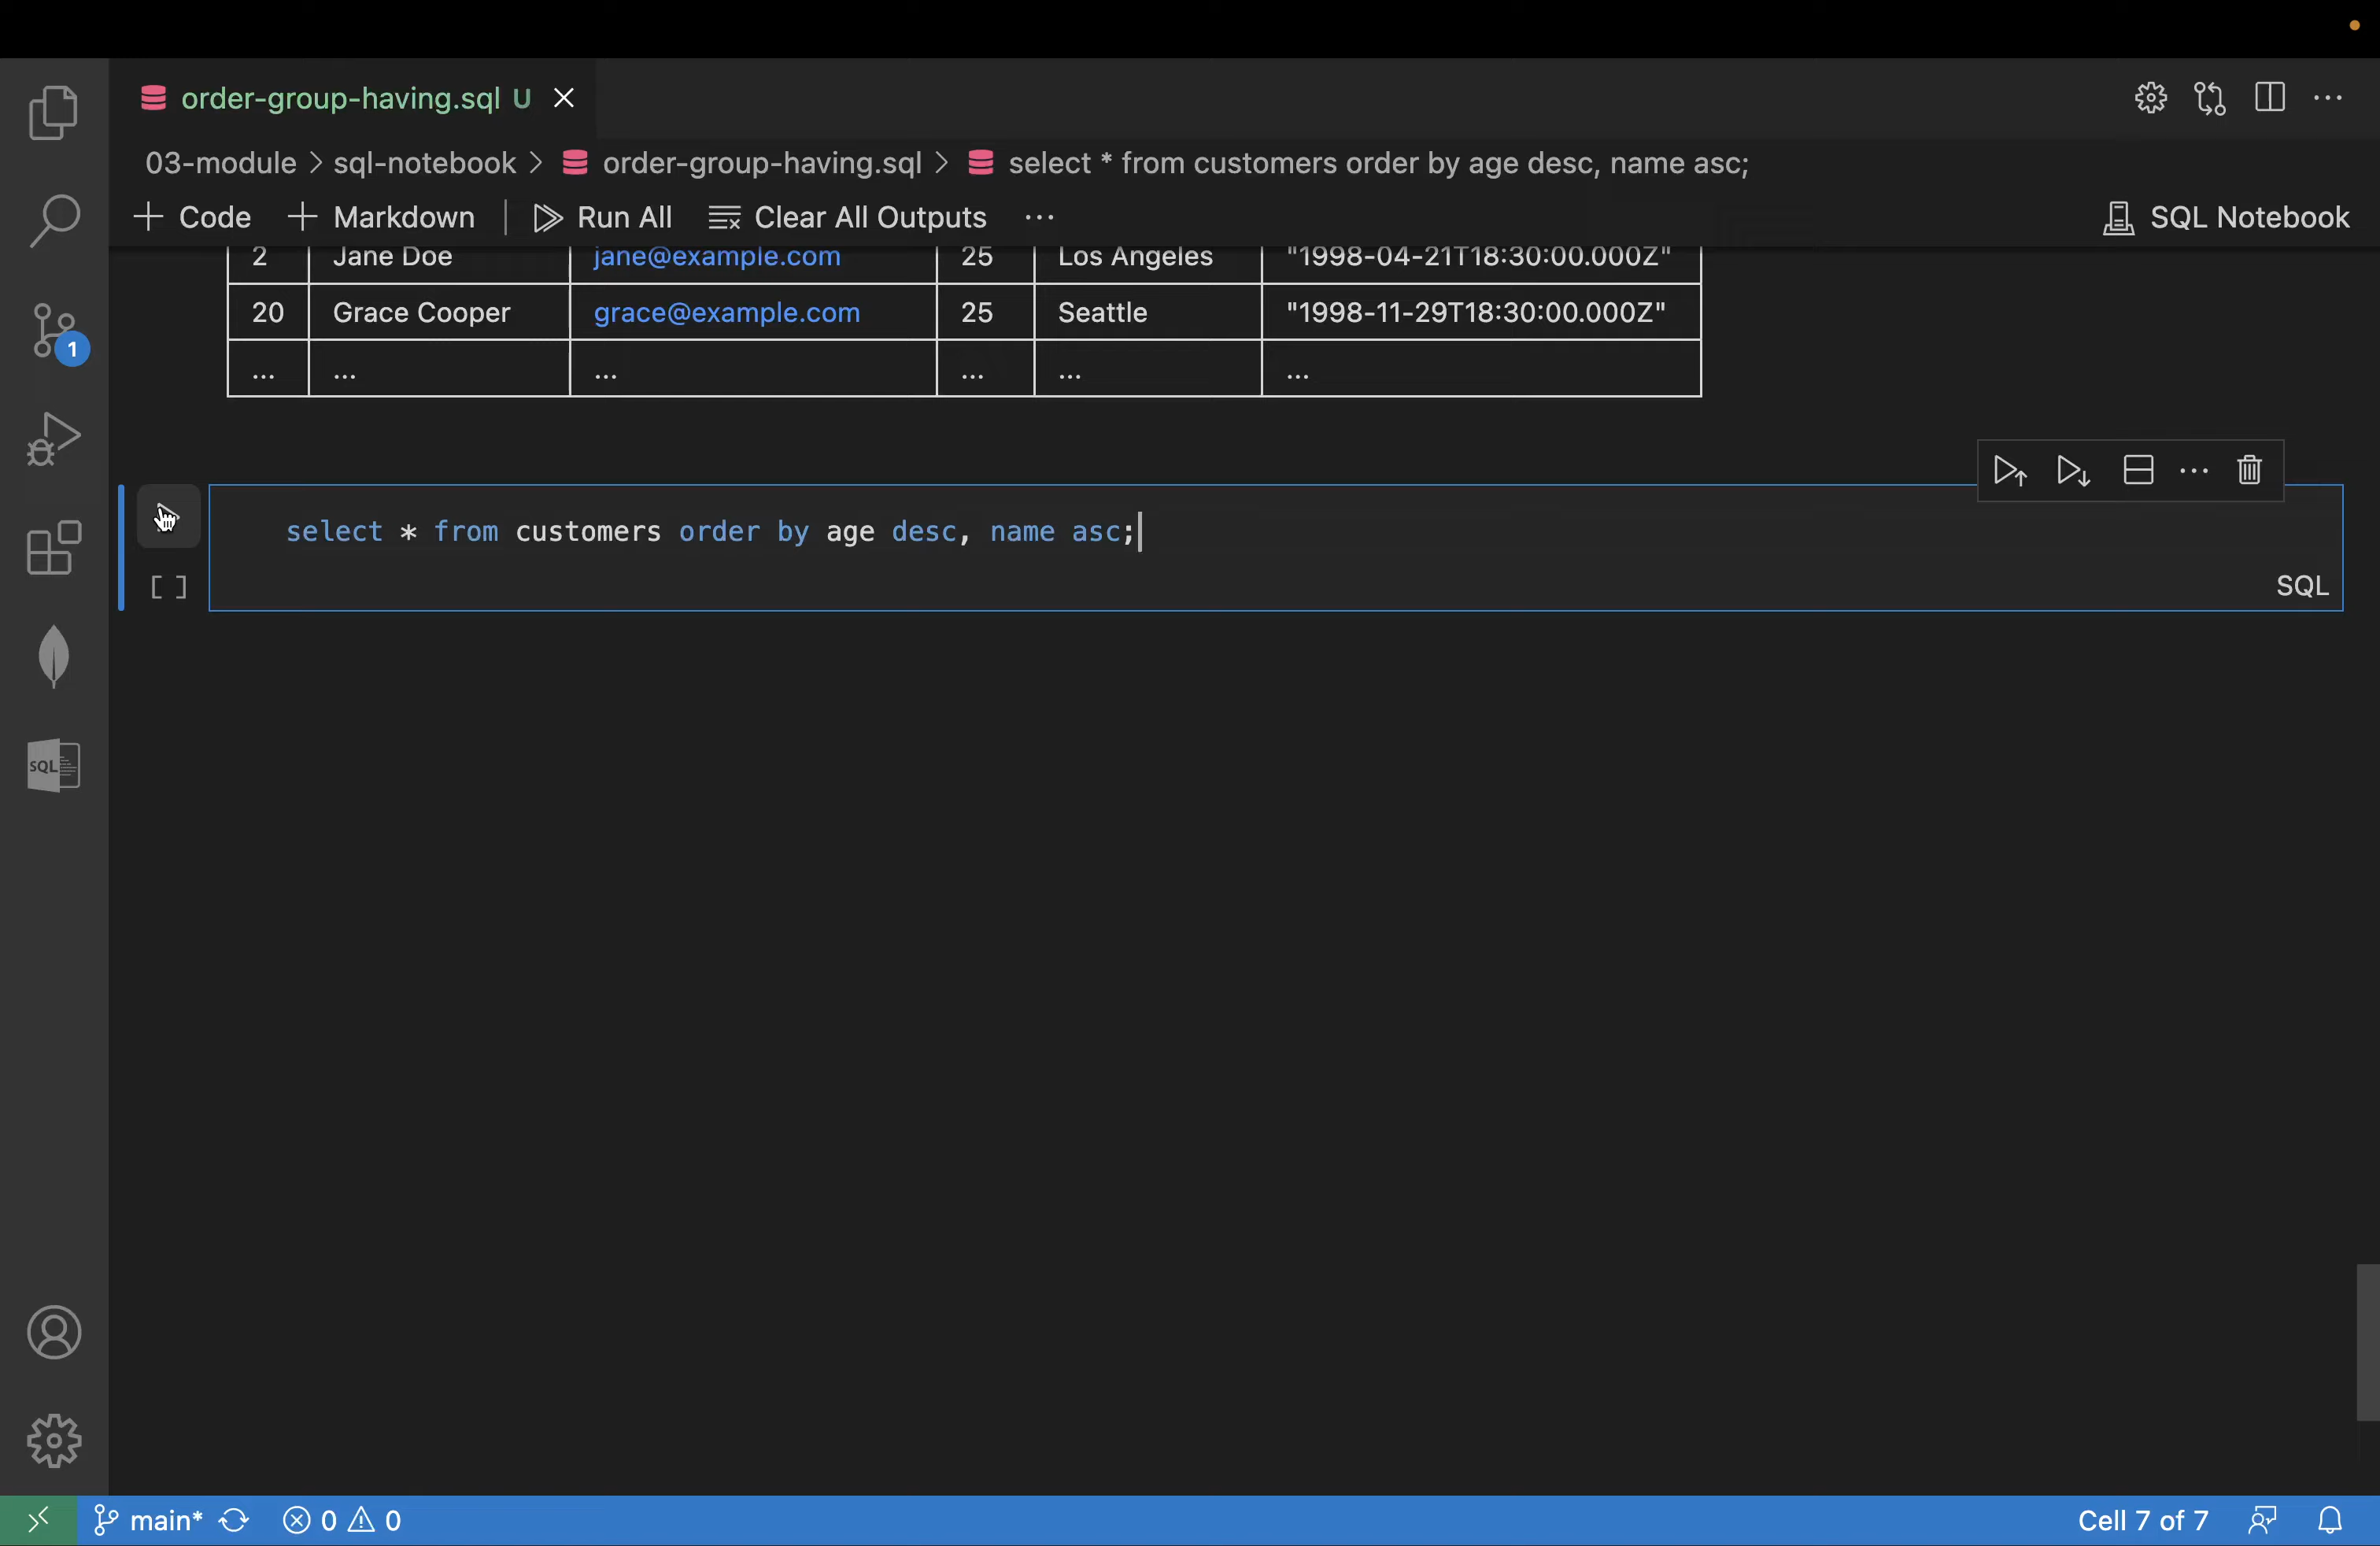 order-group-having.sql U
03-module > sql-notebook > order-group-having.sql > select * from customers order by age desc, name asc;
+ Code + Markdown Run All Clear All Outputs ... SQL Notebook
2 Jane Doe jane@example.com 25 Los Angeles "1998-04-21T18:30:00.000Z"
20 Grace Cooper grace@example.com 25 Seattle "1998-11-29T18:30:00.000Z"
... ... ... ... ... ...
select * from customers order by age desc, name asc;
[ ]
SQL
1
SQL
main* 0 0 Cell 7 of 7